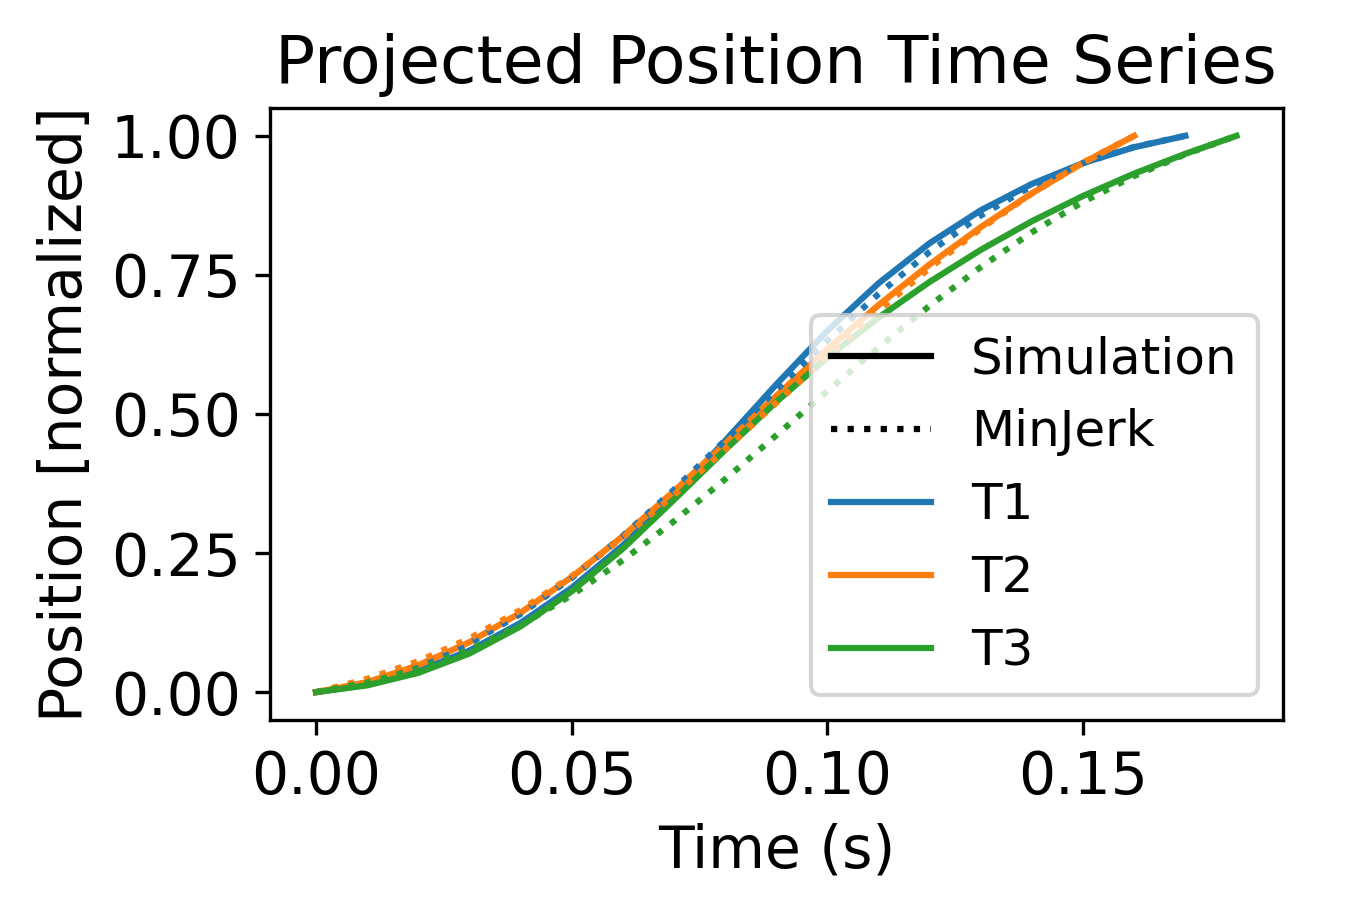 Projected Position Time Series
Position [normalized]
1.00
0.75
0.50
0.25
0.00
Simulation
MinJerk
T1
T2
T3
0.00 0.05 0.10 0.15
Time (s)